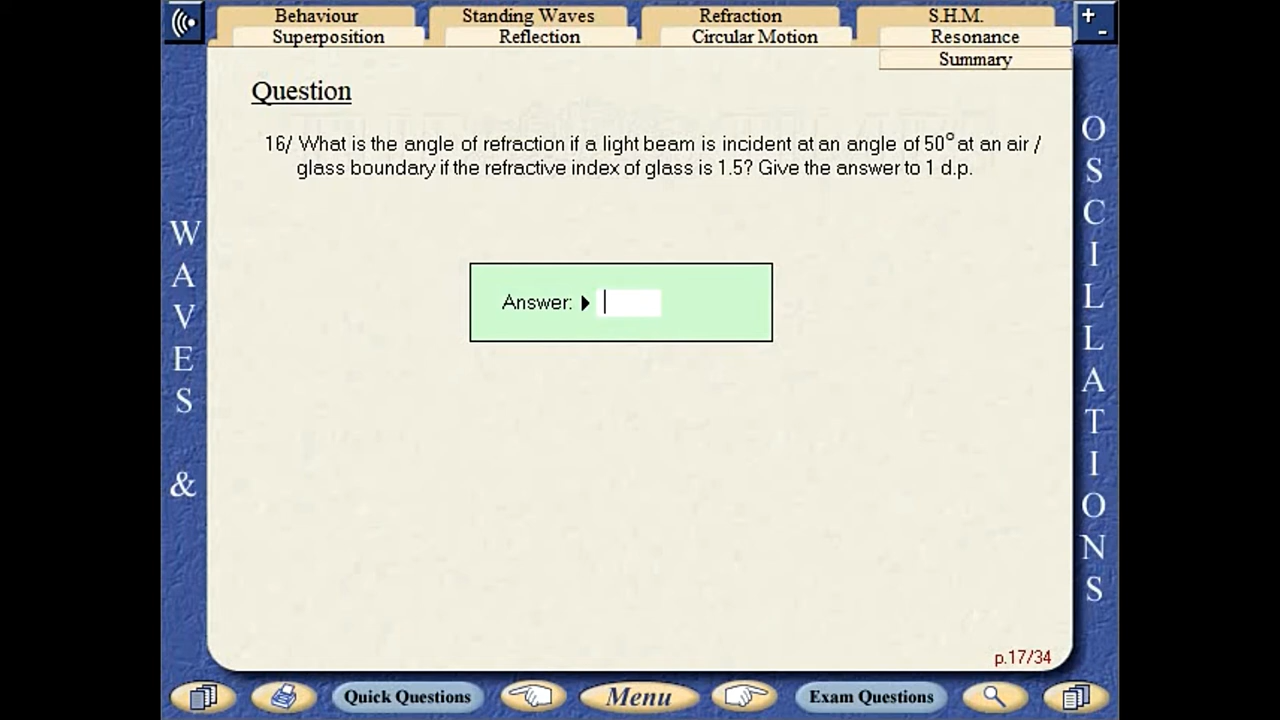 Behaviour
Standing Waves
Refraction
S.H.M.
Superposition
Reflection
Circular Motion
Resonance
Summary
Question
16/ What is the angle of refraction if a light beam is incident at an angle of 50° at an air /
glass boundary if the refractive index of glass is 1.5? Give the answer to 1 d.p.
Answer:
WAVES &
OSCILLATIONS
p.17/34
Quick Questions
Menu
Exam Questions